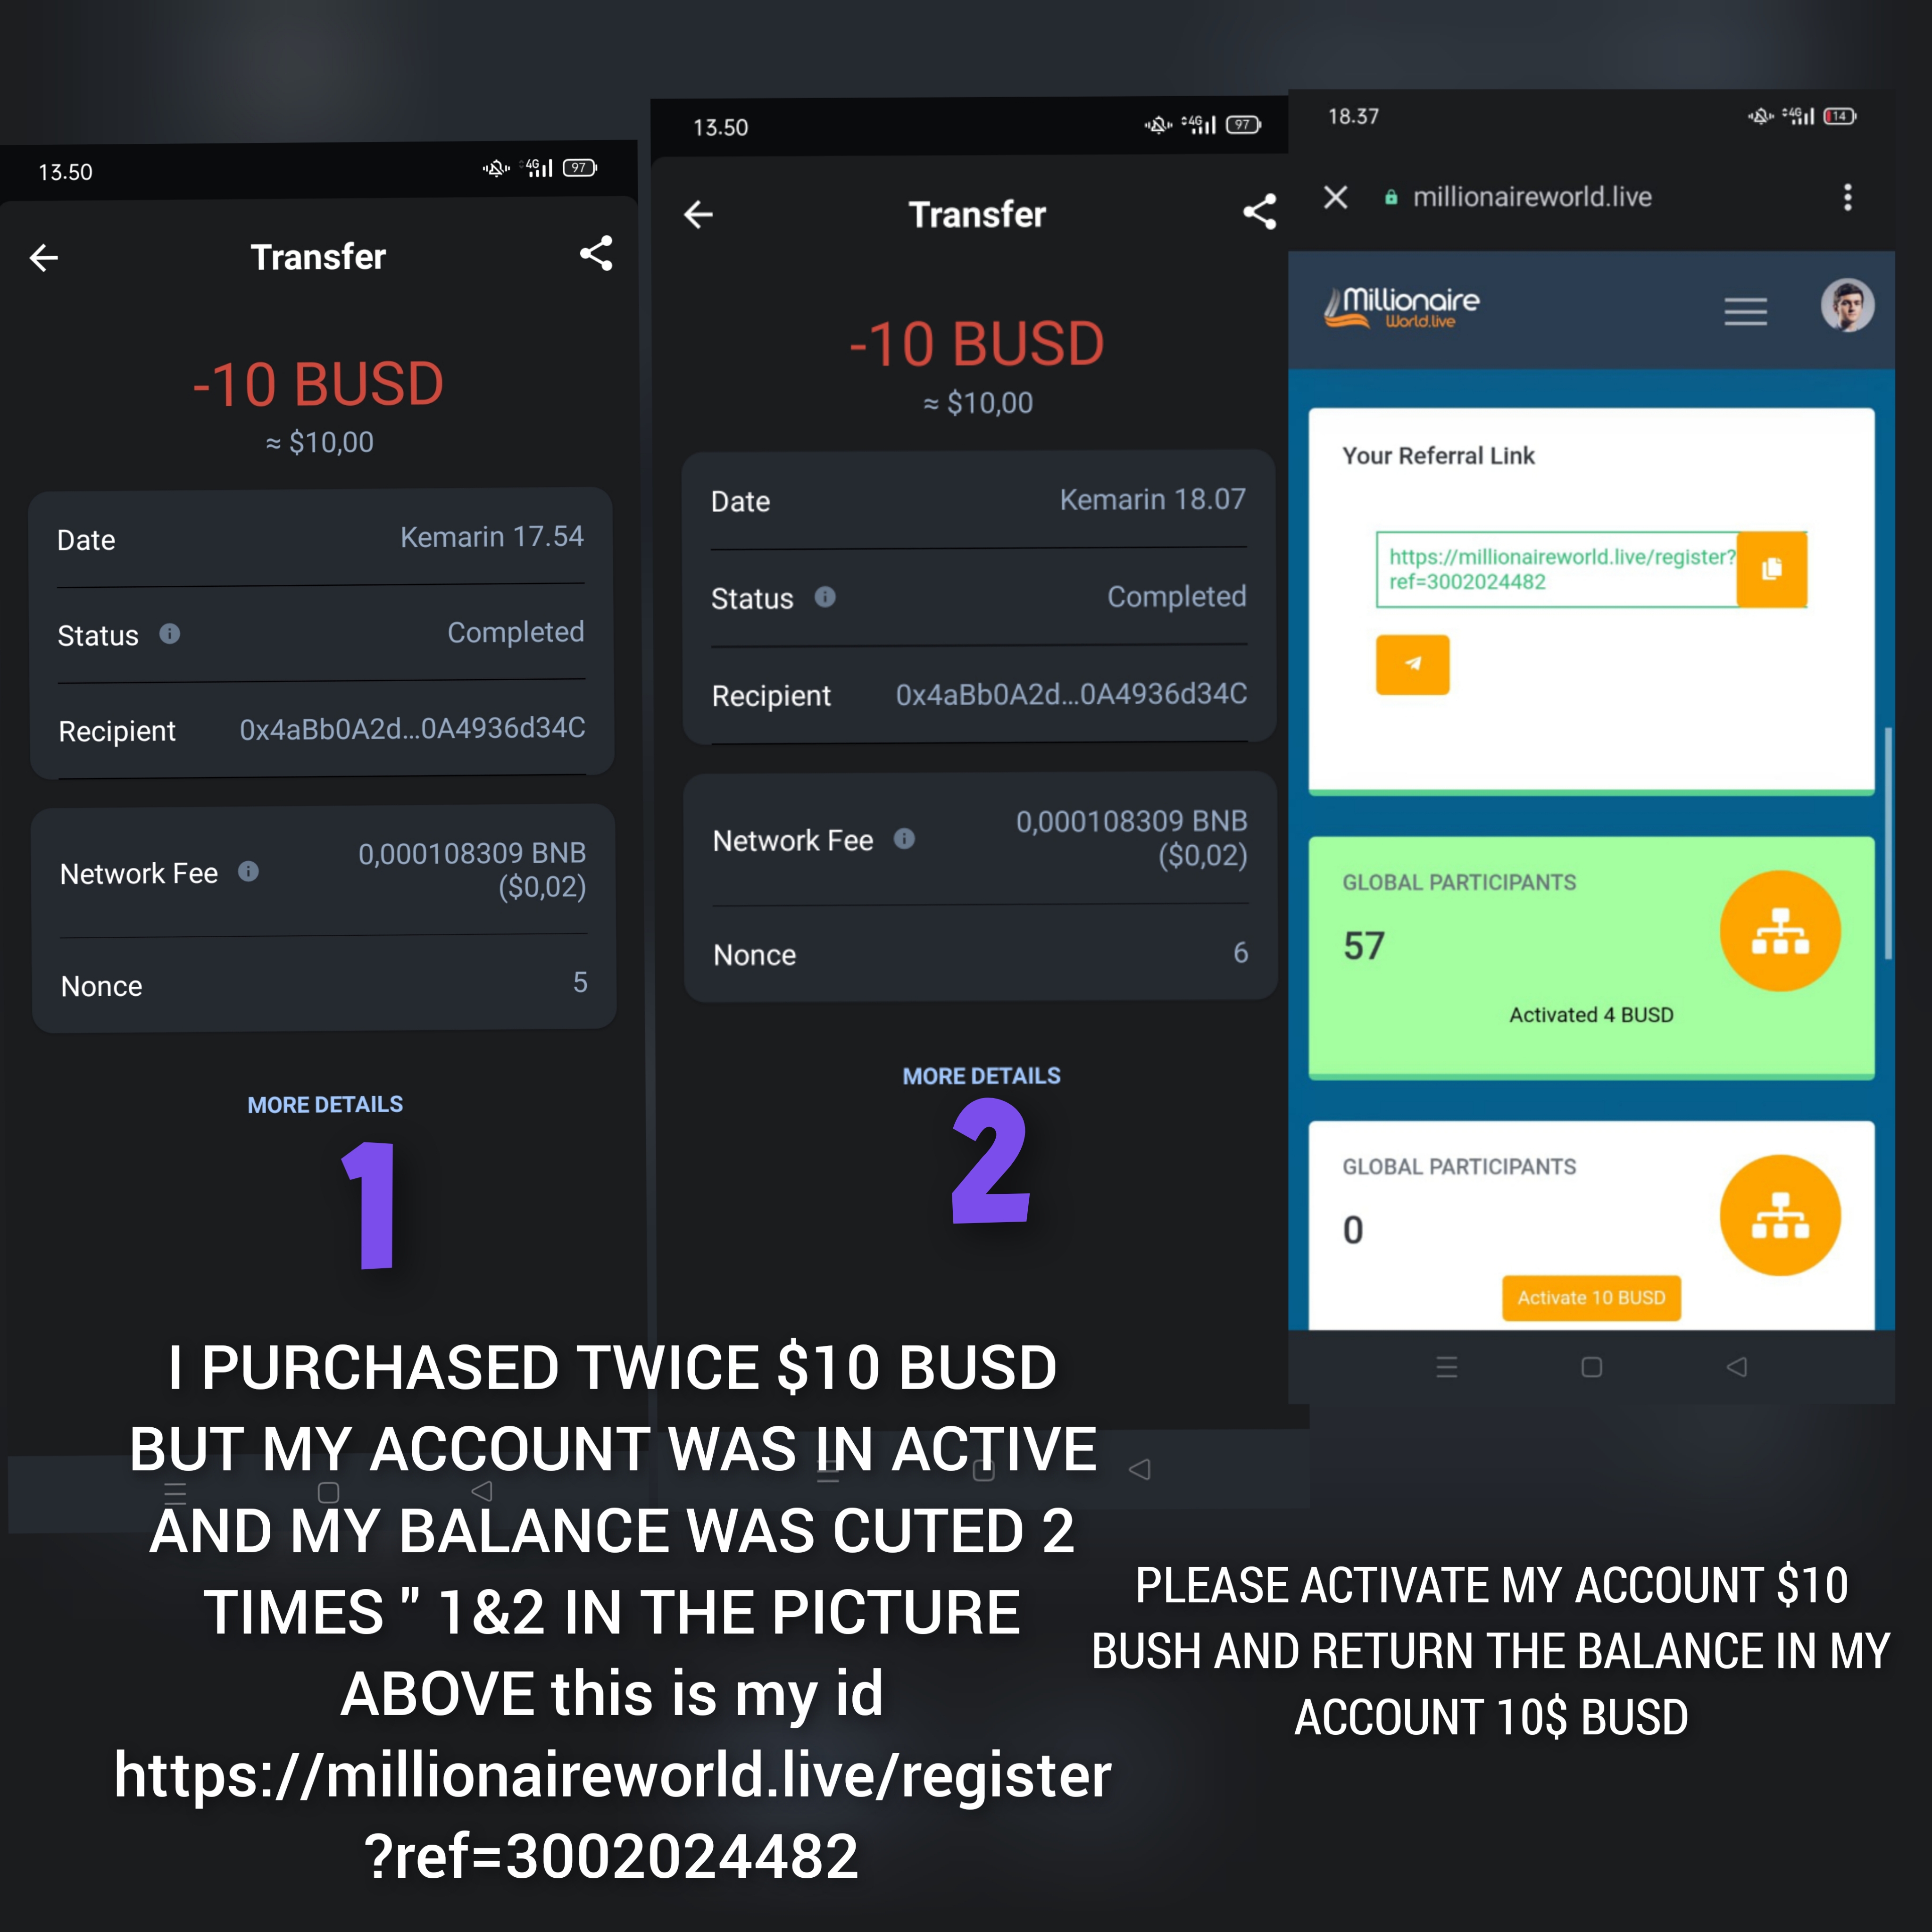 13.50
4G
97
Transfer
-10 BUSD
≈ $10,00
Date Kemarin 17.54
Status Completed
Recipient 0x4aBb0A2d...0A4936d34C
Network Fee 0,000108309 BNB
($0,02)
Nonce 5
MORE DETAILS
1
13.50
4G
97
Transfer
-10 BUSD
≈ $10,00
Date Kemarin 18.07
Status Completed
Recipient 0x4aBb0A2d...0A4936d34C
Network Fee 0,000108309 BNB
($0,02)
Nonce 6
MORE DETAILS
2
18.37
4G
14
millionaireworld.live
Millionaire
World.live
Your Referral Link
https://millionaireworld.live/register?
ref=3002024482
GLOBAL PARTICIPANTS
57
Activated 4 BUSD
GLOBAL PARTICIPANTS
0
Activate 10 BUSD
I PURCHASED TWICE $10 BUSD
BUT MY ACCOUNT WAS IN ACTIVE
AND MY BALANCE WAS CUTED 2
TIMES " 1&2 IN THE PICTURE
ABOVE this is my id
https://millionaireworld.live/register
?ref=3002024482
PLEASE ACTIVATE MY ACCOUNT $10
BUSH AND RETURN THE BALANCE IN MY
ACCOUNT 10$ BUSD